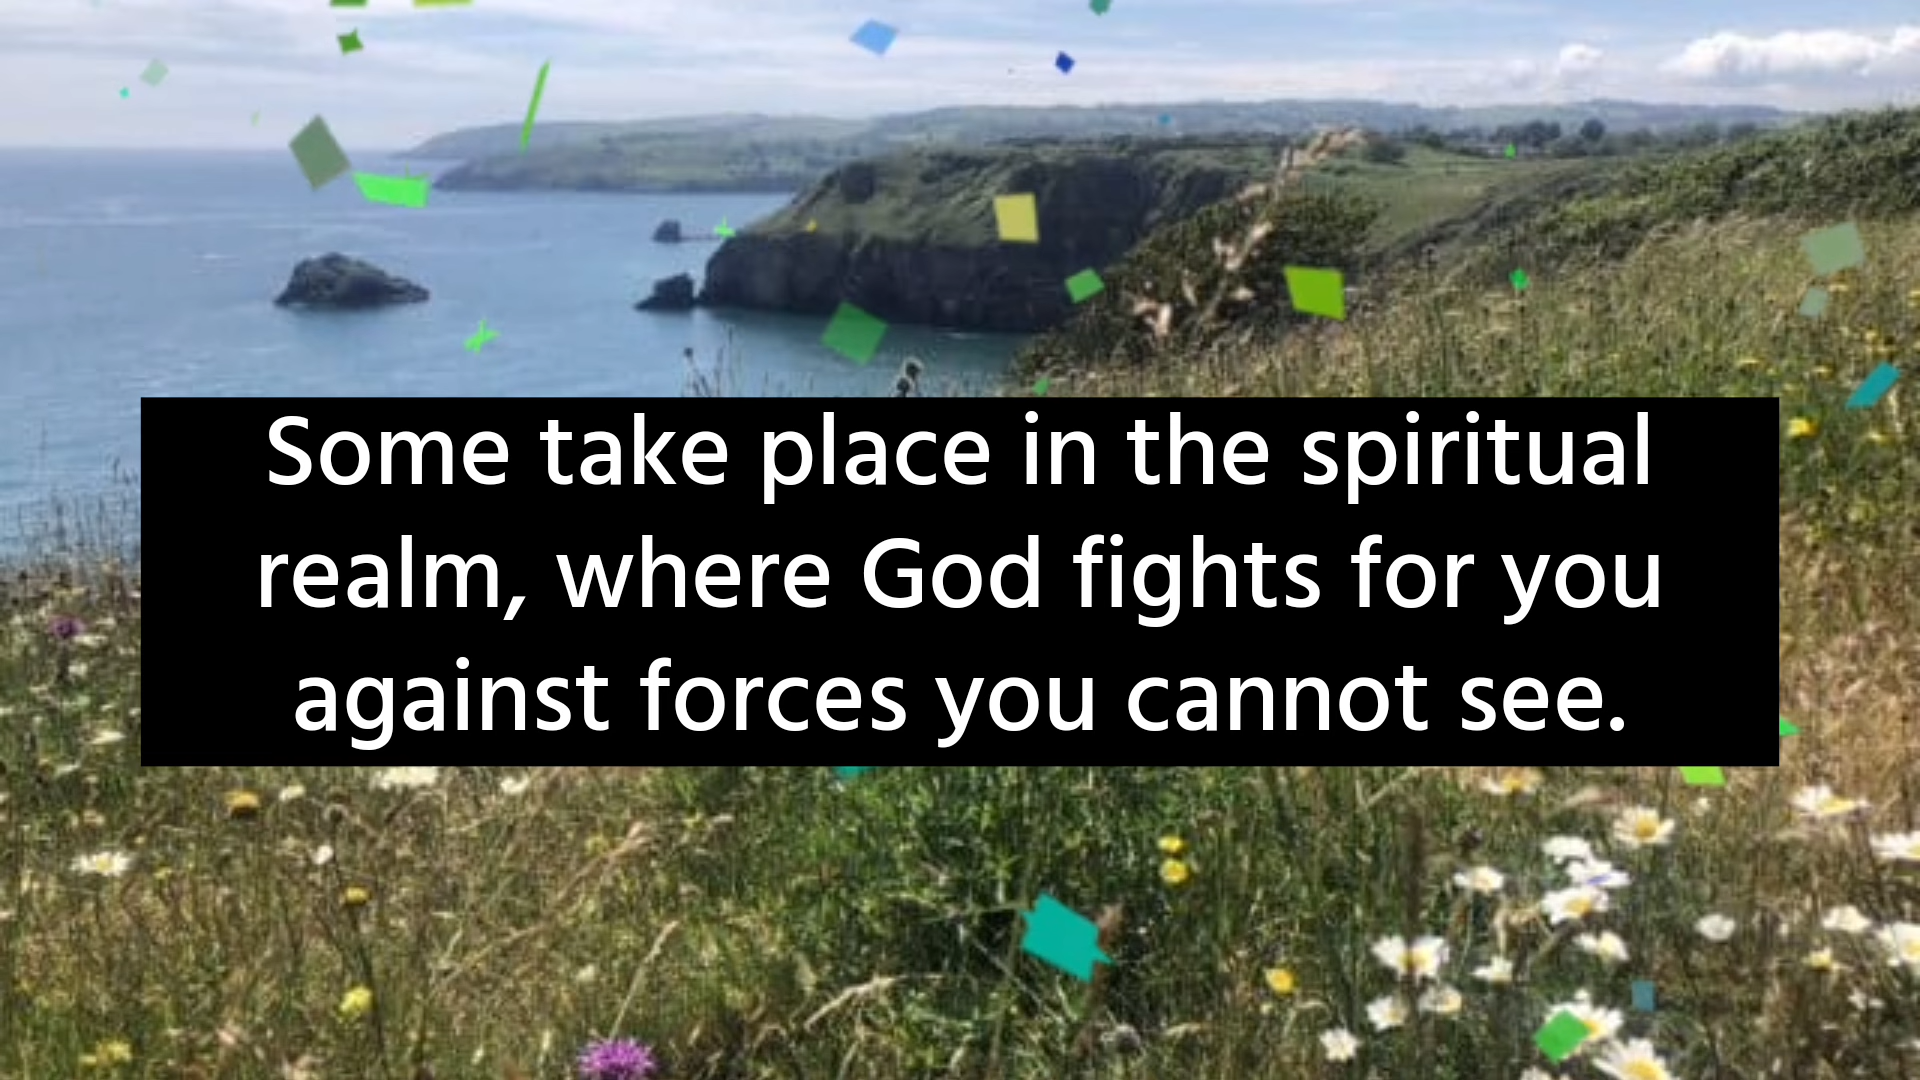 Some take place in the spiritual
realm, where God fights for you
against forces you cannot see.